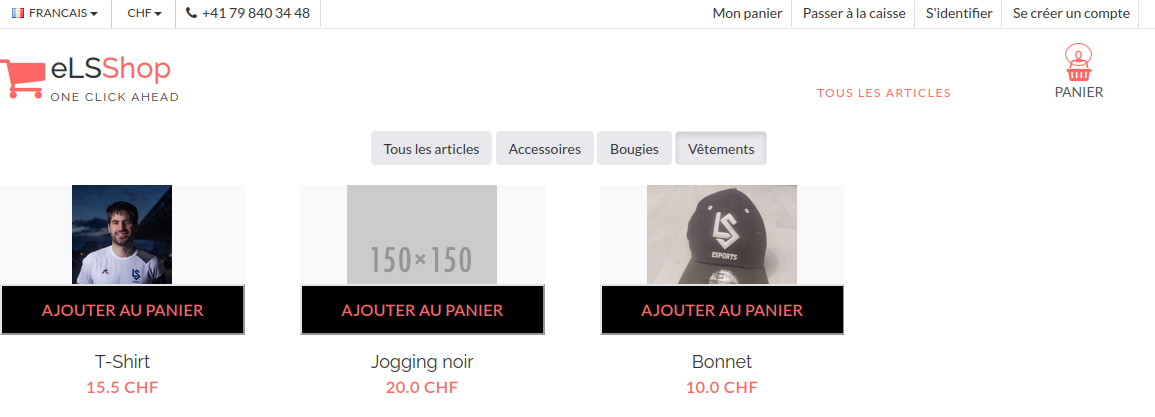 FRANCAIS CHF +41 79 840 34 48 Mon panier Passer à la caisse S'identifier Se créer un compte
eLSShop
ONE CLICK AHEAD
0
TOUS LES ARTICLES
PANIER
Tous les articles Accessoires Bougies Vêtements
150×150
LS
ESPORTS
AJOUTER AU PANIER AJOUTER AU PANIER AJOUTER AU PANIER
T-Shirt Jogging noir Bonnet
15.5 CHF 20.0 CHF 10.0 CHF